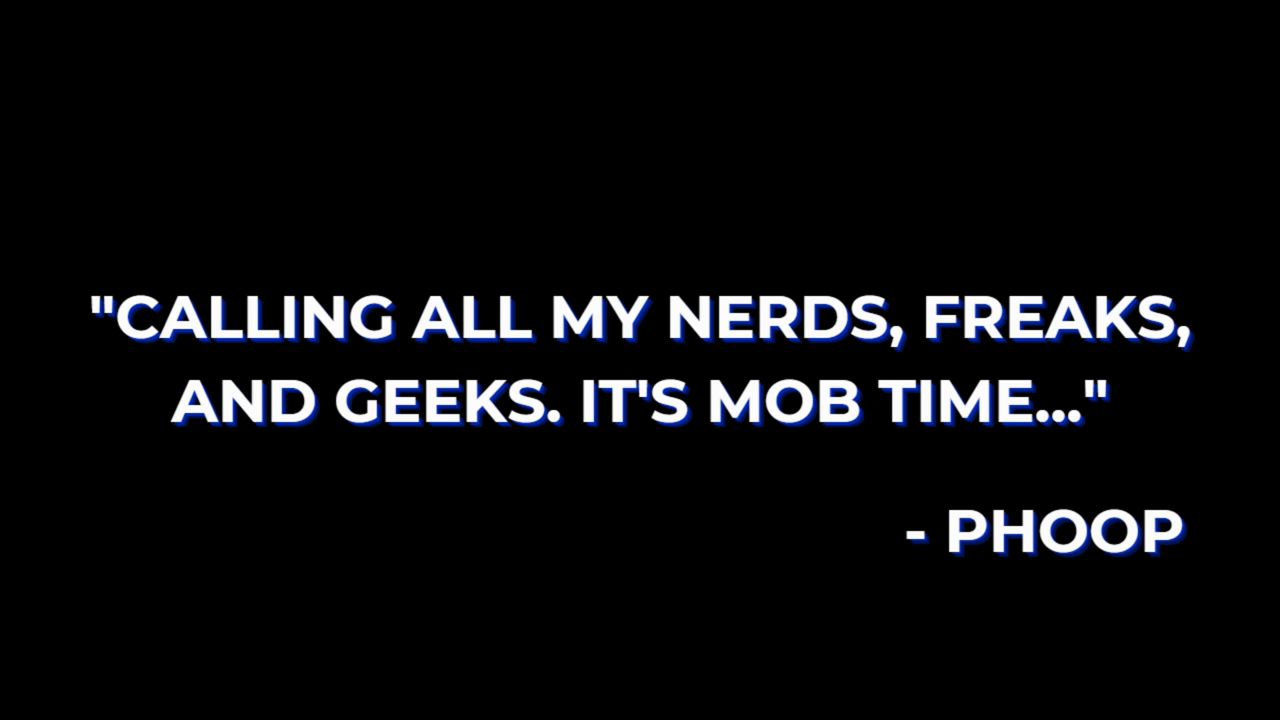 "CALLING ALL MY NERDS, FREAKS,
AND GEEKS. IT'S MOB TIME..."
- PHOOP